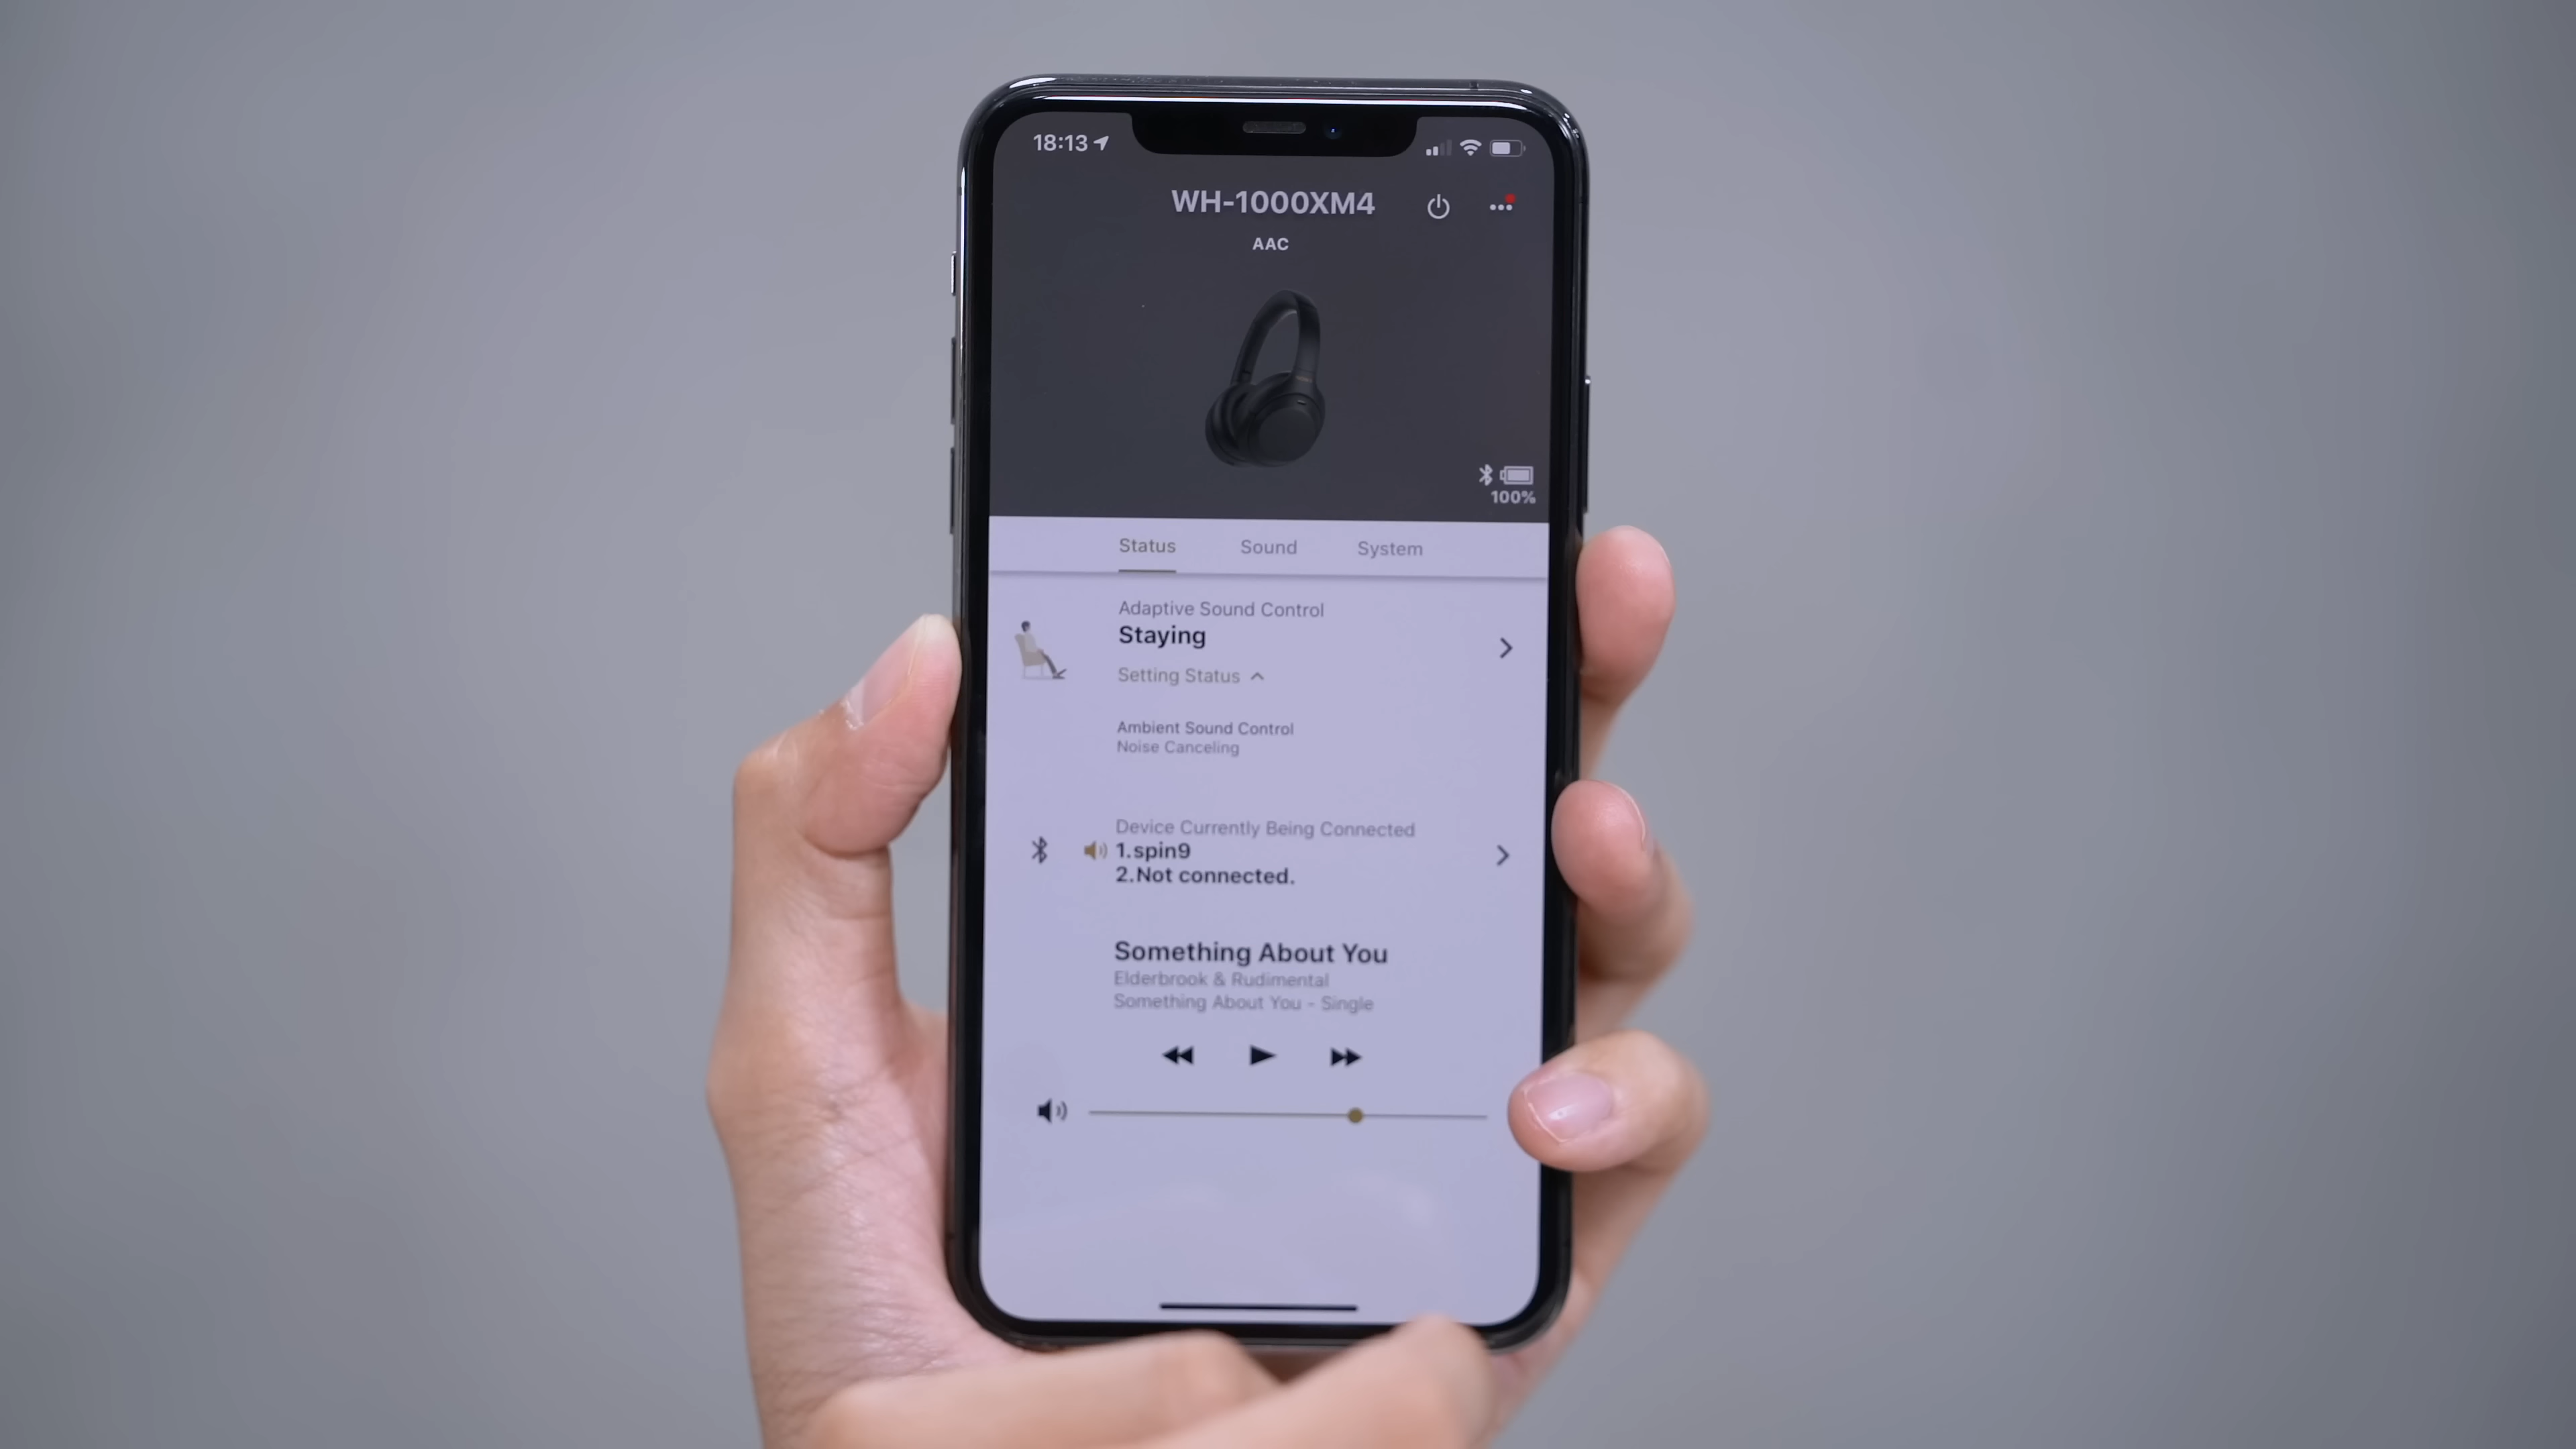 18:13
WH-1000XM4
AAC
100%
Status Sound System
Adaptive Sound Control
Staying
Setting Status
Ambient Sound Control
Noise Canceling
Device Currently Being Connected
1.spin9
2.Not connected.
Something About You
Elderbrook & Rudimental
Something About You - Single